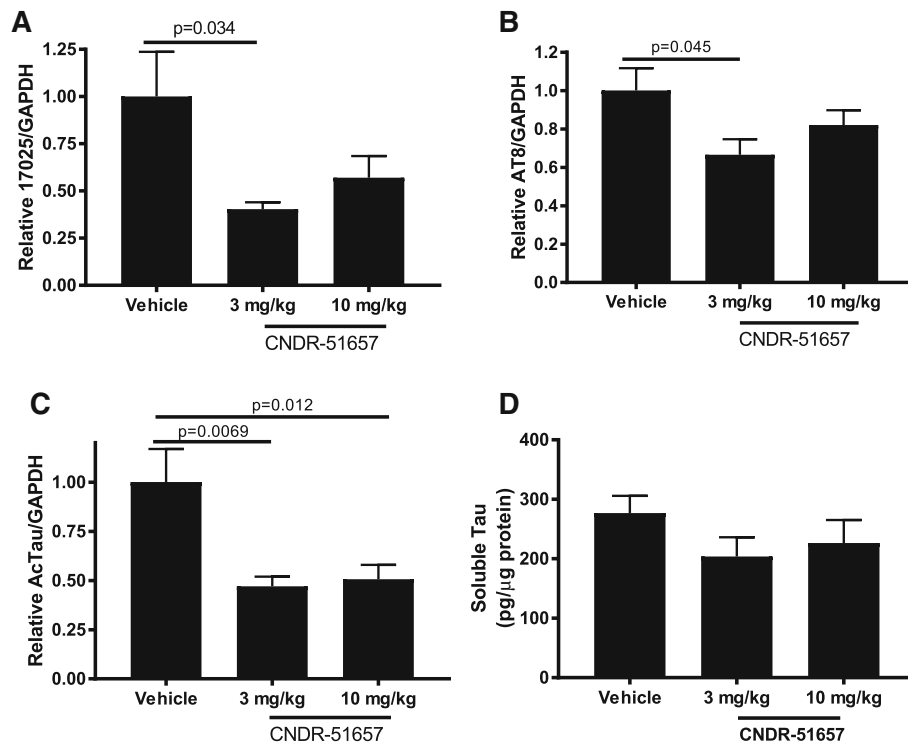 A
p=0.034
Relative 17025/GAPDH
1.25
1.00
0.75
0.50
0.25
0.00
Vehicle 3 mg/kg 10 mg/kg
CNDR-51657
B
p=0.045
Relative AT8/GAPDH
1.2
1.0
0.8
0.6
0.4
0.2
0.0
Vehicle 3 mg/kg 10 mg/kg
CNDR-51657
C
p=0.012
p=0.0069
Relative AcTau/GAPDH
1.00
0.75
0.50
0.25
0.00
Vehicle 3 mg/kg 10 mg/kg
CNDR-51657
D
Soluble Tau
(pg/μg protein)
400
300
200
100
0
Vehicle 3 mg/kg 10 mg/kg
CNDR-51657